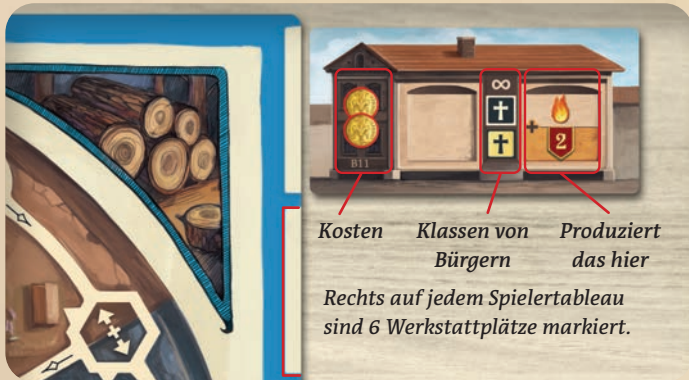 ∞
2
B11
Kosten
Klassen von
Bürgern
Produziert
das hier
Rechts auf jedem Spielertableau
sind 6 Werkstattplätze markiert.